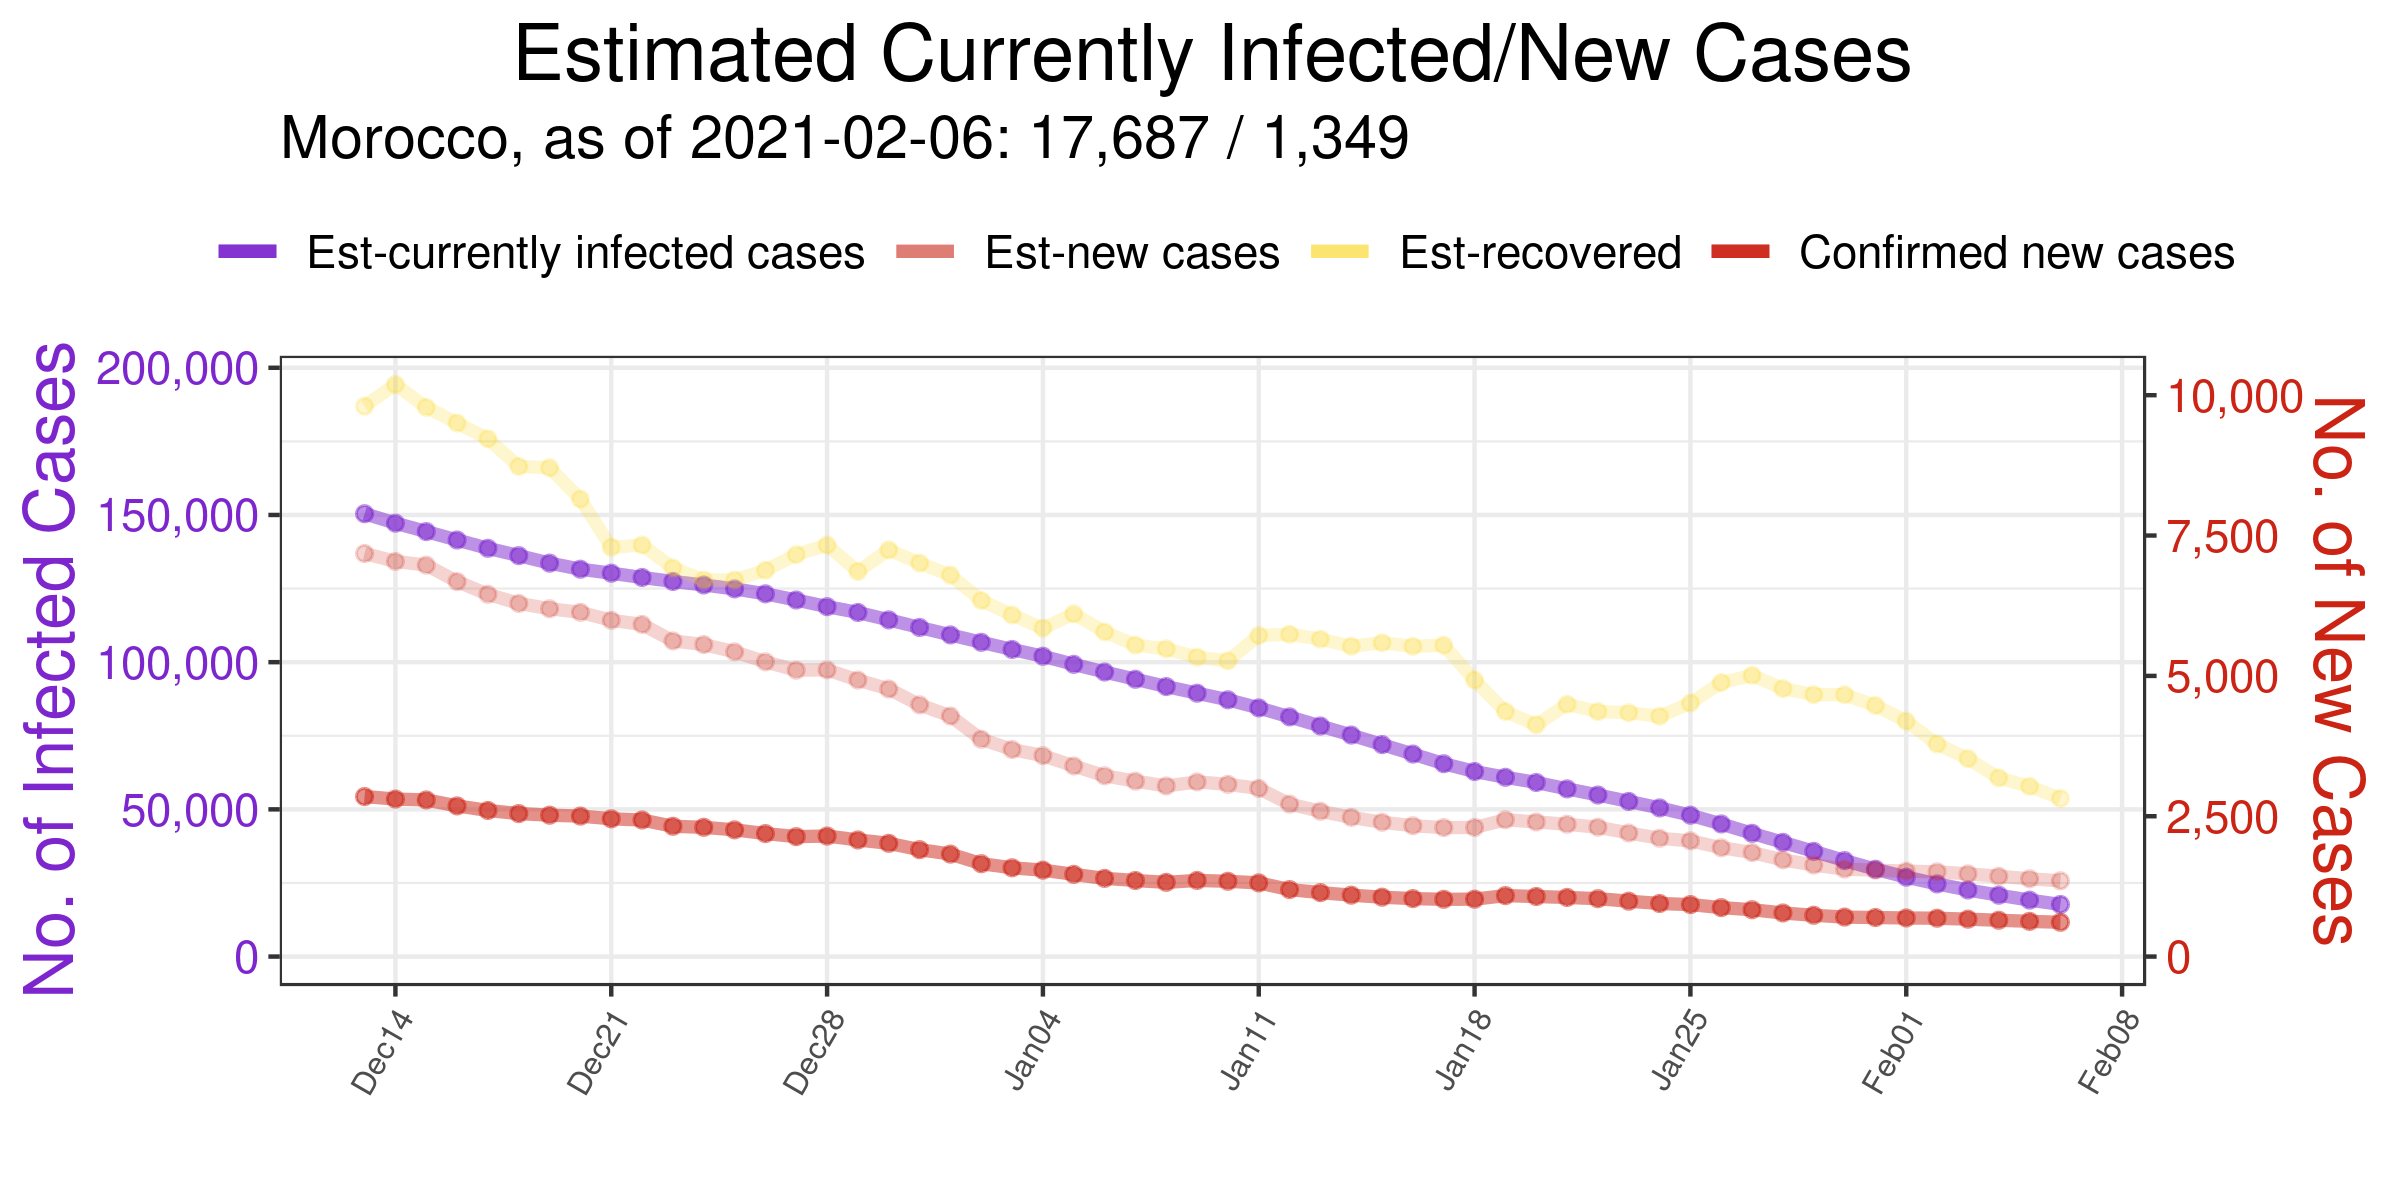 Estimated Currently Infected/New Cases
Morocco, as of 2021-02-06: 17,687 / 1,349
Est-currently infected cases Est-new cases Est-recovered Confirmed new cases
No. of Infected Cases
200,000
150,000
100,000
50,000
0
10,000
7,500
5,000
2,500
0
No. of New Cases
Dec14 Dec21 Dec28 Jan04 Jan11 Jan18 Jan25 Feb01 Feb08